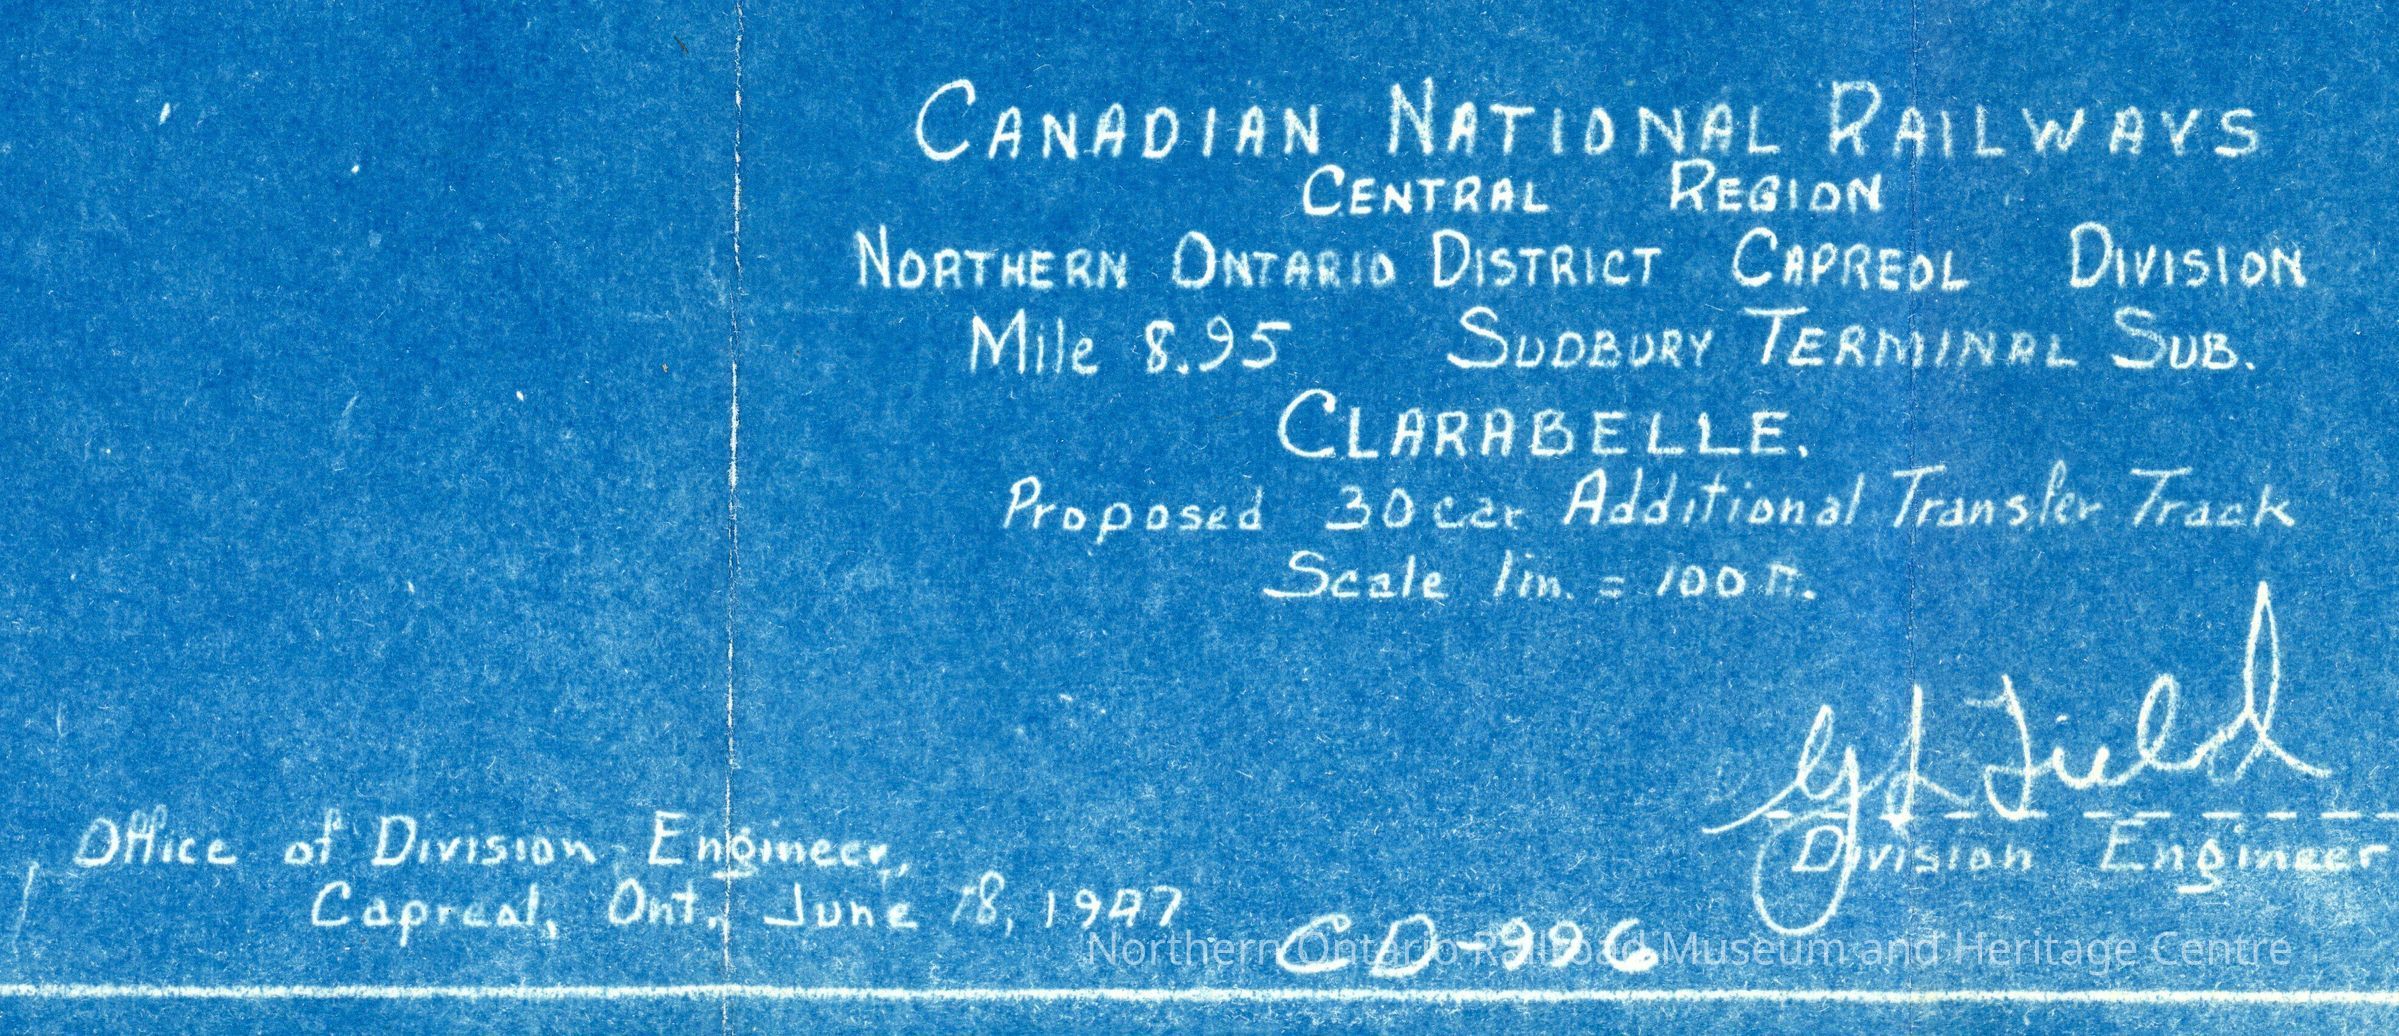 CANADIAN NATIONAL RAILWAYS
CENTRAL REGION
NORTHERN ONTARIO DISTRICT CAPREOL DIVISION
Mile 8.95 SUDBURY TERMINAL SUB.
CLARABELLE.
Proposed 30 car Additional Transfer Track
Scale 1in. = 100 ft.
G L Field
Division Engineer
Office of Division Engineer,
Capreol, Ont. June 18, 1947
CD-996
Northern Ontario Railroad Museum and Heritage Centre